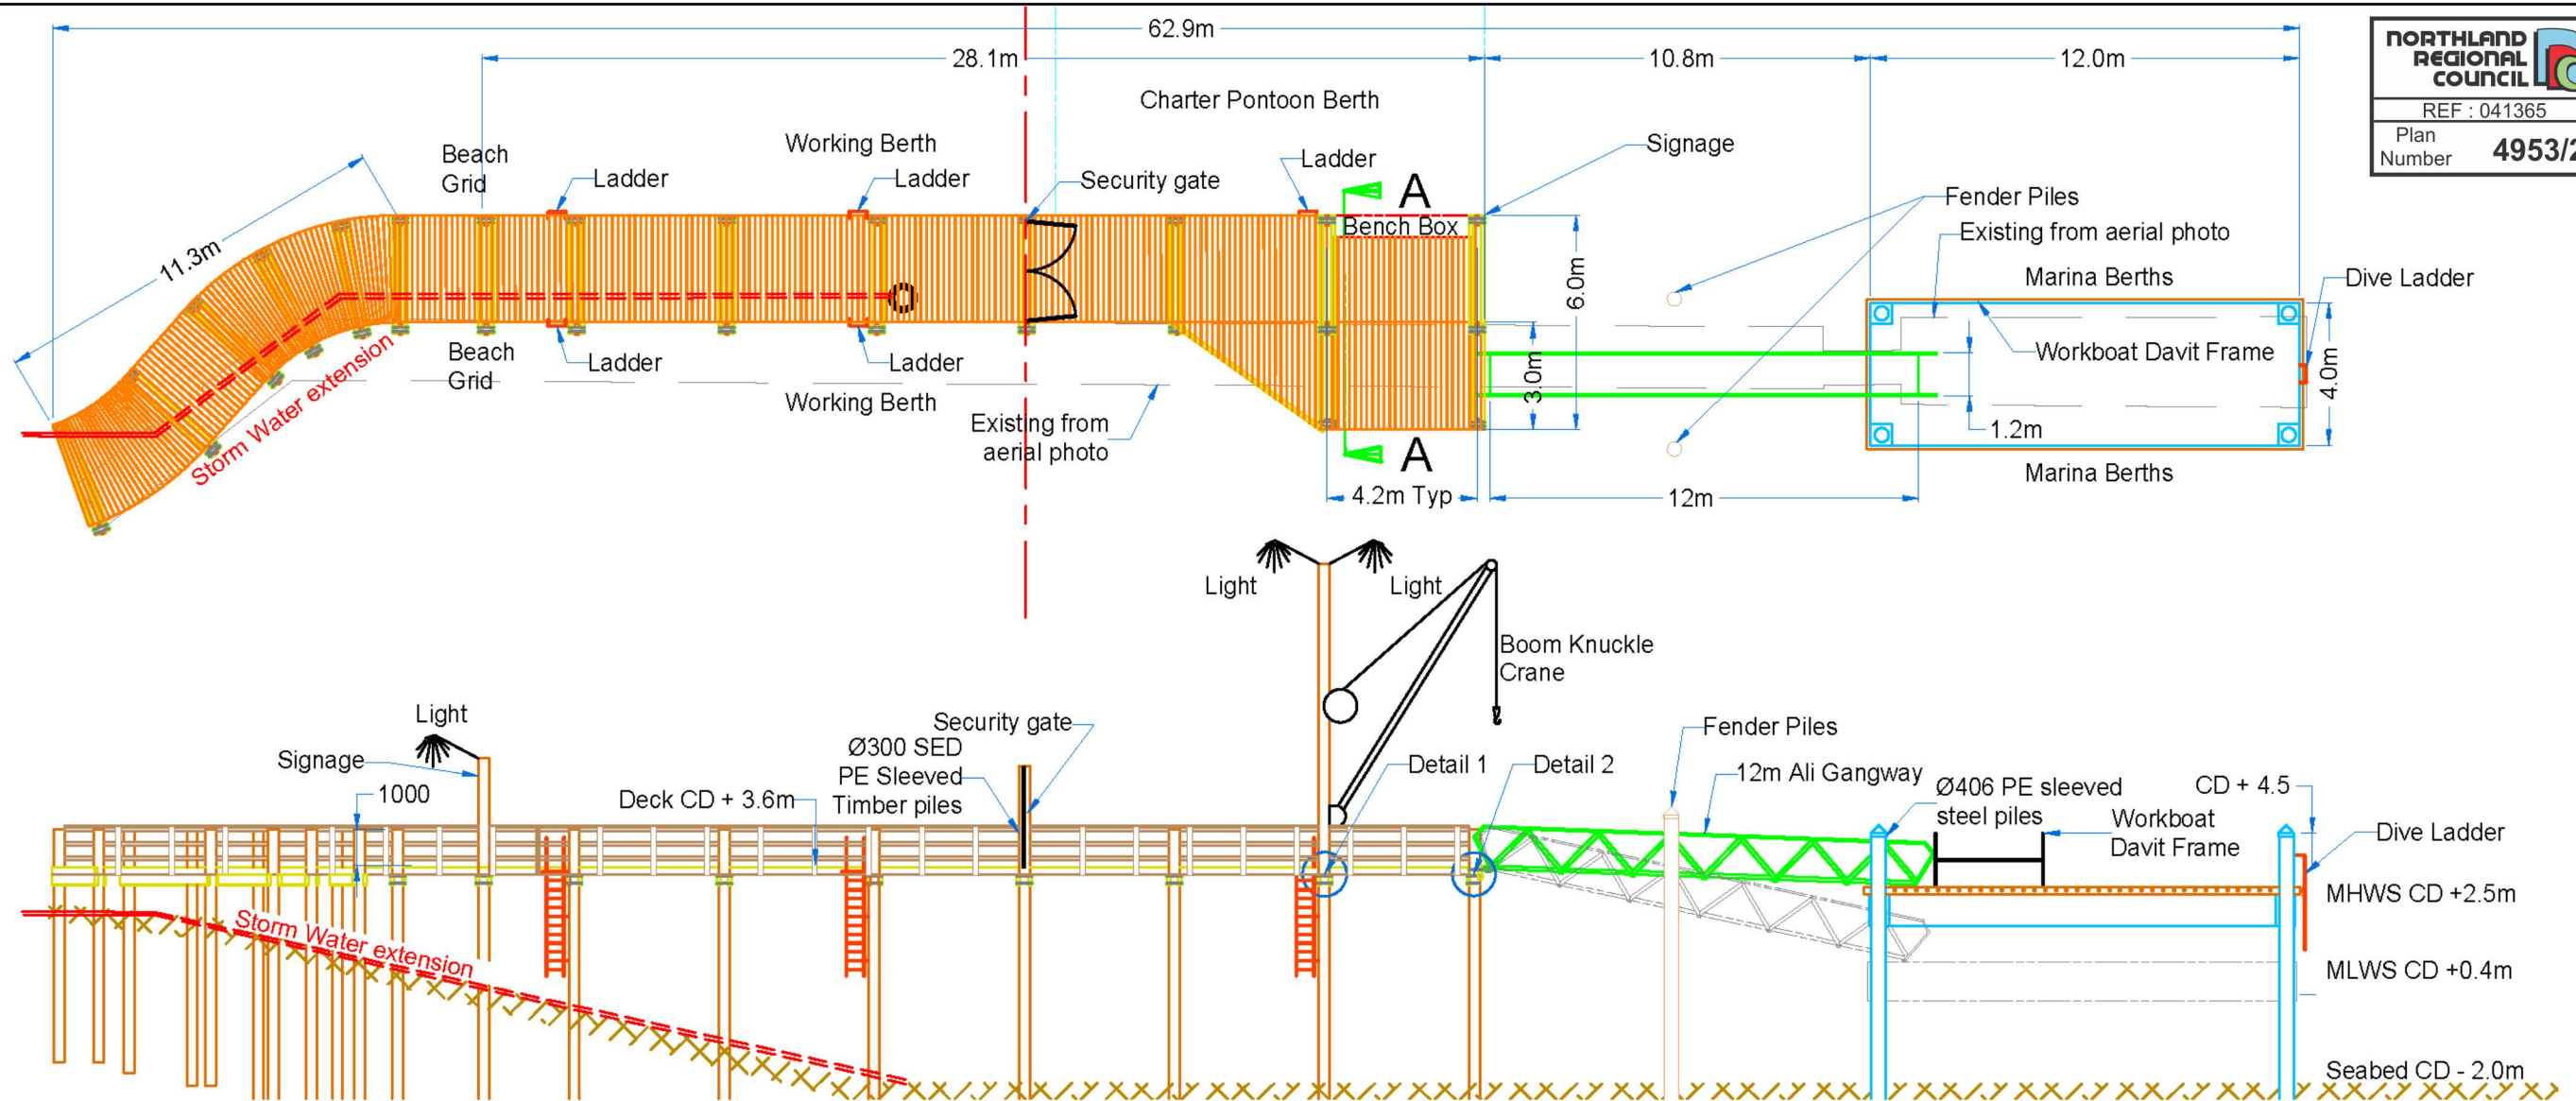 62.9m
28.1m
10.8m
12.0m
NORTHLAND
REGIONAL
COUNCIL
REF : 041365
Plan
Number
4953/2
Charter Pontoon Berth
Beach
Grid
Working Berth
Ladder
Ladder
Security gate
Ladder
A
Signage
Bench Box
Fender Piles
Existing from aerial photo
Marina Berths
Dive Ladder
11.3m
6.0m
3.0m
Workboat Davit Frame
4.0m
1.2m
Beach
Grid
Ladder
Ladder
Working Berth
Storm Water extension
Existing from
aerial photo
A
4.2m Typ
12m
Marina Berths
Light
Light
Boom Knuckle
Crane
Light
Signage
1000
Deck CD + 3.6m
Security gate
Ø300 SED
PE Sleeved
Timber piles
Detail 1
Detail 2
Fender Piles
12m Ali Gangway
Ø406 PE sleeved
steel piles
CD + 4.5
Workboat
Davit Frame
Dive Ladder
MHWS CD +2.5m
Storm Water extension
MLWS CD +0.4m
Seabed CD - 2.0m